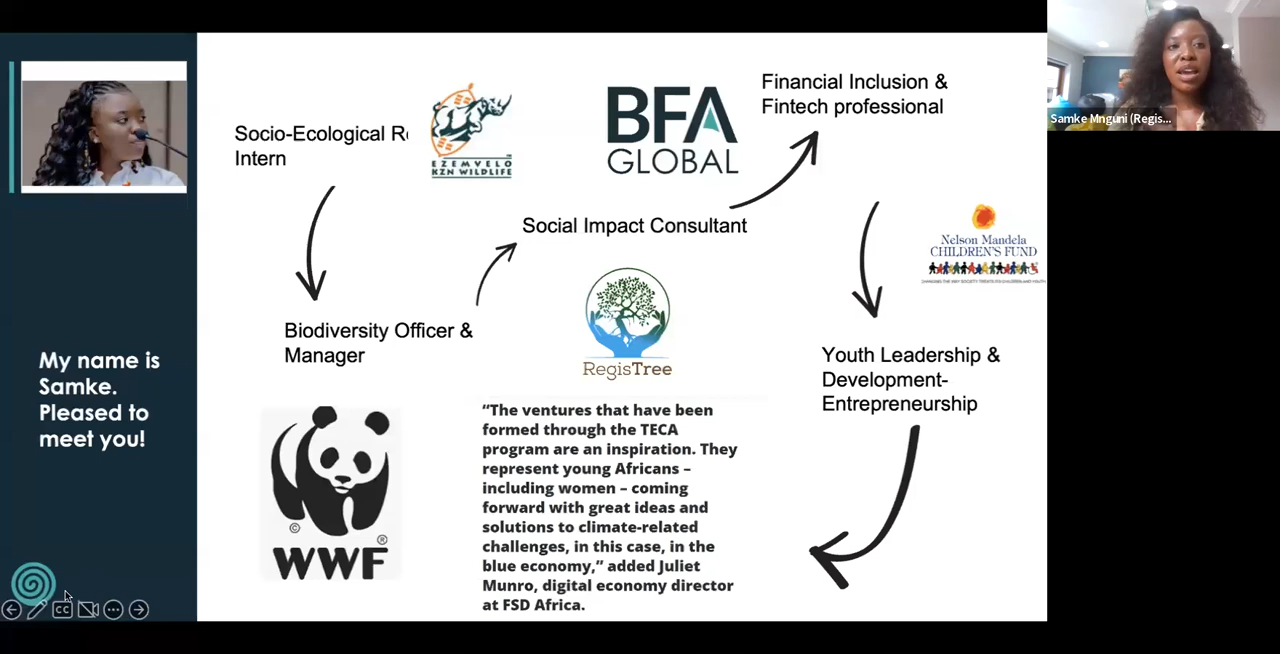 My name is
Samke.
Pleased to
meet you!
Socio-Ecological Re
Intern
EZEMVELO
KZN WILDLIFE
BFA
GLOBAL
Financial Inclusion &
Fintech professional
Samke Mnguni (Regis...
Social Impact Consultant
Nelson Mandela
CHILDREN'S FUND
Biodiversity Officer &
Manager
RegisTree
Youth Leadership &
Development-
Entrepreneurship
WWF
©
®
“The ventures that have been
formed through the TECA
program are an inspiration. They
represent young Africans –
including women – coming
forward with great ideas and
solutions to climate-related
challenges, in this case, in the
blue economy,” added Juliet
Munro, digital economy director
at FSD Africa.
CC